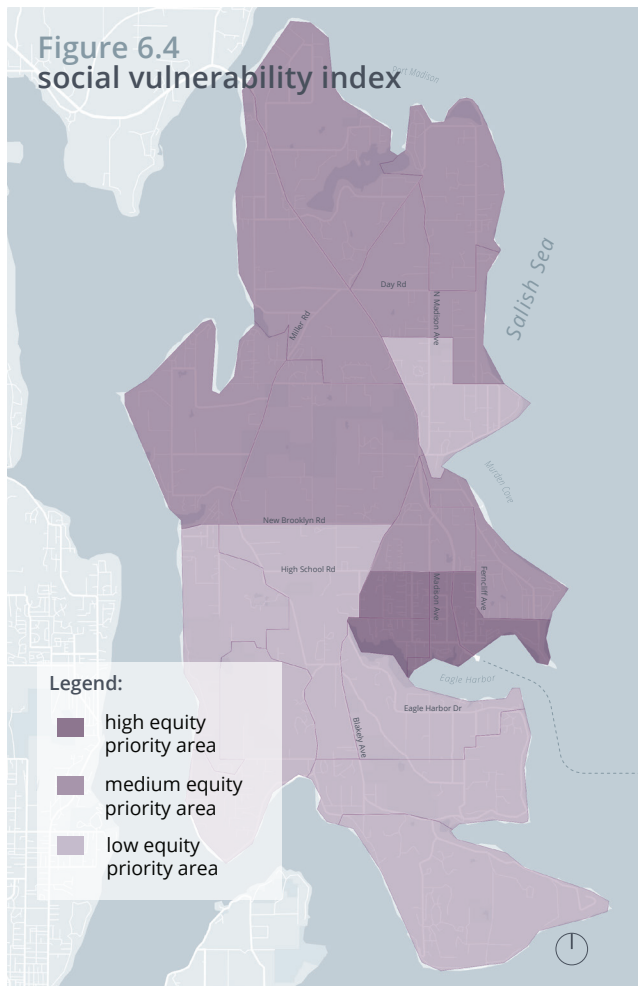 Figure 6.4
social vulnerability index
Port Madison
Salish Sea
Day Rd
N Madison Ave
Miller Rd
Murden Cove
New Brooklyn Rd
High School Rd
Madison Ave
Ferncliff Ave
Eagle Harbor
Eagle Harbor Dr
Blakely Ave
Legend:
high equity
priority area
medium equity
priority area
low equity
priority area